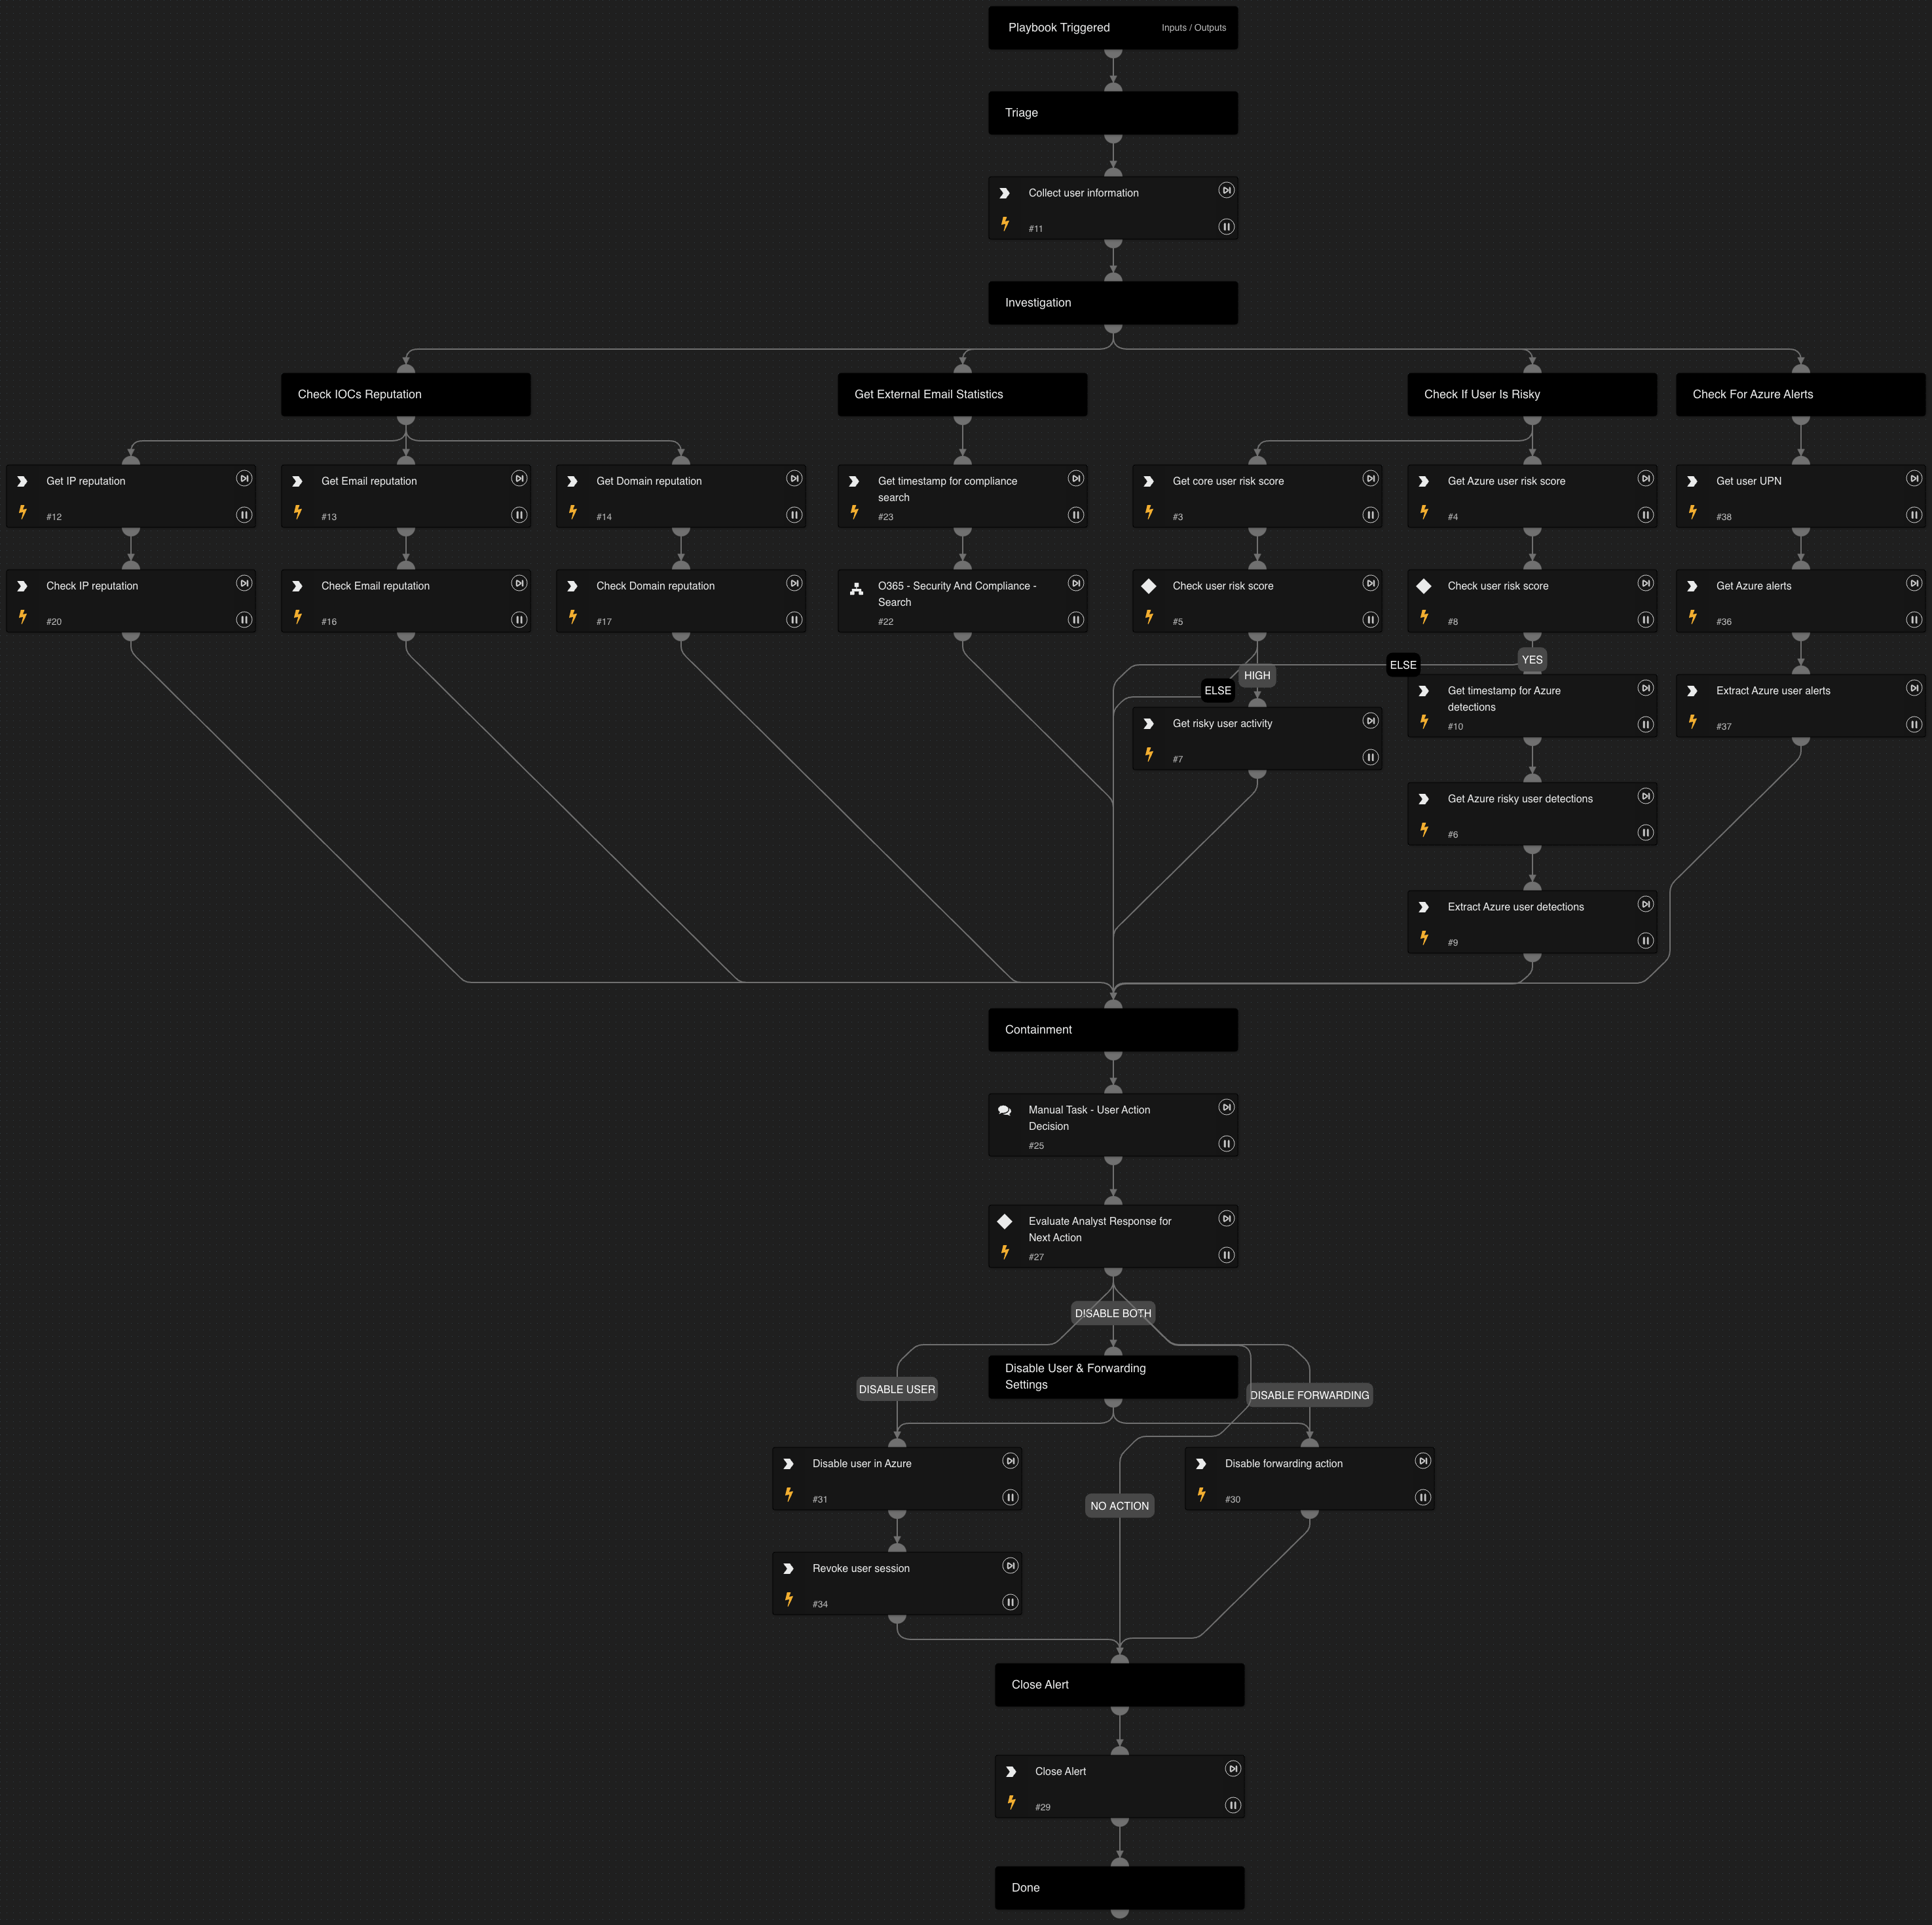 Playbook Triggered
Inputs / Outputs
Triage
Collect user information
#11
Investigation
Check IOCs Reputation
Get External Email Statistics
Check If User Is Risky
Check For Azure Alerts
Get IP reputation
#12
Get Email reputation
#13
Get Domain reputation
#14
Get timestamp for compliance
search
#23
Get core user risk score
#3
Get Azure user risk score
#4
Get user UPN
#38
Check IP reputation
#20
Check Email reputation
#16
Check Domain reputation
#17
O365 - Security And Compliance -
Search
#22
Check user risk score
#5
Check user risk score
#8
Get Azure alerts
#36
ELSE
YES
HIGH
ELSE
Get risky user activity
#7
Get timestamp for Azure
detections
#10
Extract Azure user alerts
#37
Get Azure risky user detections
#6
Extract Azure user detections
#9
Containment
Manual Task - User Action
Decision
#25
Evaluate Analyst Response for
Next Action
#27
DISABLE BOTH
Disable User & Forwarding
Settings
DISABLE USER
DISABLE FORWARDING
Disable user in Azure
#31
NO ACTION
Disable forwarding action
#30
Revoke user session
#34
Close Alert
Close Alert
#29
Done